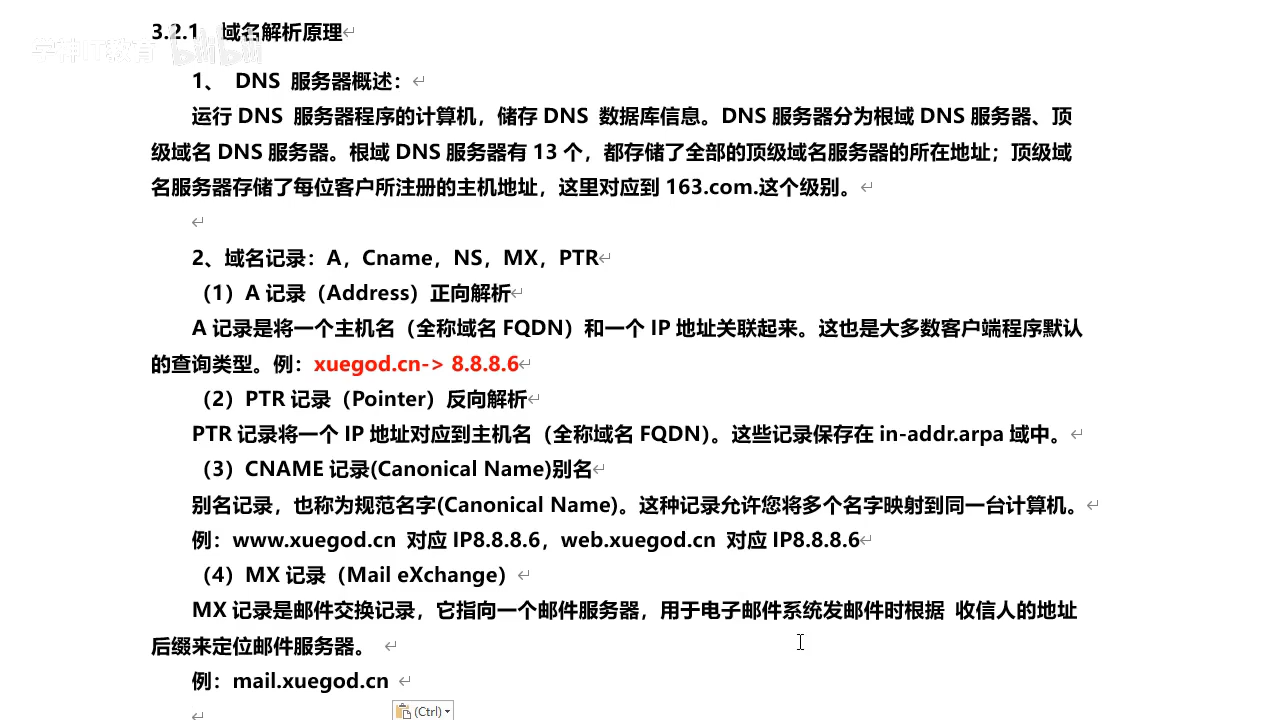 3.2.1 域名解析原理
学神IT教育 bilibili
1、 DNS 服务器概述：
运行 DNS 服务器程序的计算机，储存 DNS 数据库信息。DNS 服务器分为根域 DNS 服务器、顶
级域名 DNS 服务器。根域 DNS 服务器有 13 个，都存储了全部的顶级域名服务器的所在地址；顶级域
名服务器存储了每位客户所注册的主机地址，这里对应到 163.com.这个级别。
2、域名记录：A，Cname，NS，MX，PTR
（1）A 记录（Address）正向解析
A 记录是将一个主机名（全称域名 FQDN）和一个 IP 地址关联起来。这也是大多数客户端程序默认
的查询类型。例：xuegod.cn-> 8.8.8.6
（2）PTR 记录（Pointer）反向解析
PTR 记录将一个 IP 地址对应到主机名（全称域名 FQDN）。这些记录保存在 in-addr.arpa 域中。
（3）CNAME 记录(Canonical Name)别名
别名记录，也称为规范名字(Canonical Name)。这种记录允许您将多个名字映射到同一台计算机。
例：www.xuegod.cn 对应 IP8.8.8.6，web.xuegod.cn 对应 IP8.8.8.6
（4）MX 记录（Mail eXchange）
MX 记录是邮件交换记录，它指向一个邮件服务器，用于电子邮件系统发邮件时根据 收信人的地址
后缀来定位邮件服务器。
例：mail.xuegod.cn
(Ctrl)